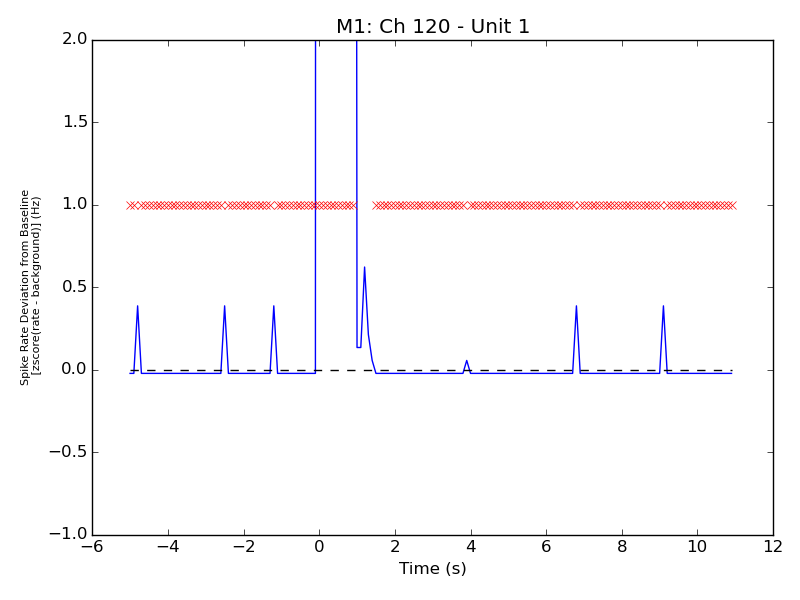 M1: Ch 120 - Unit 1
2.0
1.5
1.0
0.5
0.0
−0.5
−1.0
Spike Rate Deviation from Baseline
[zscore(rate - background)] (Hz)
−6 −4 −2 0 2 4 6 8 10 12
Time (s)